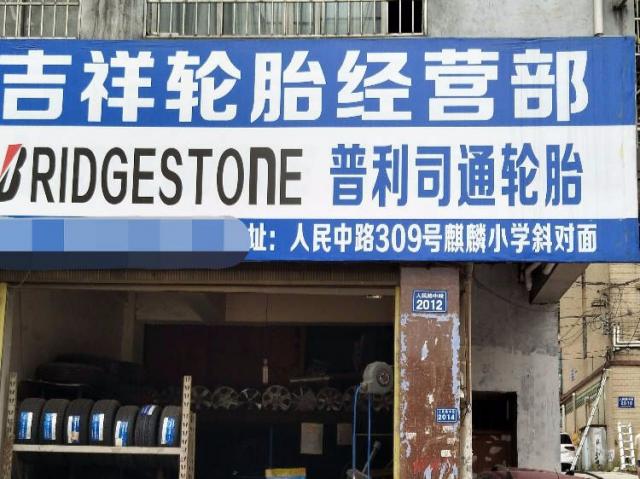 吉祥轮胎经营部
BRIDGESTONE 普利司通轮胎
址：人民中路309号麒麟小学斜对面
2012
2014